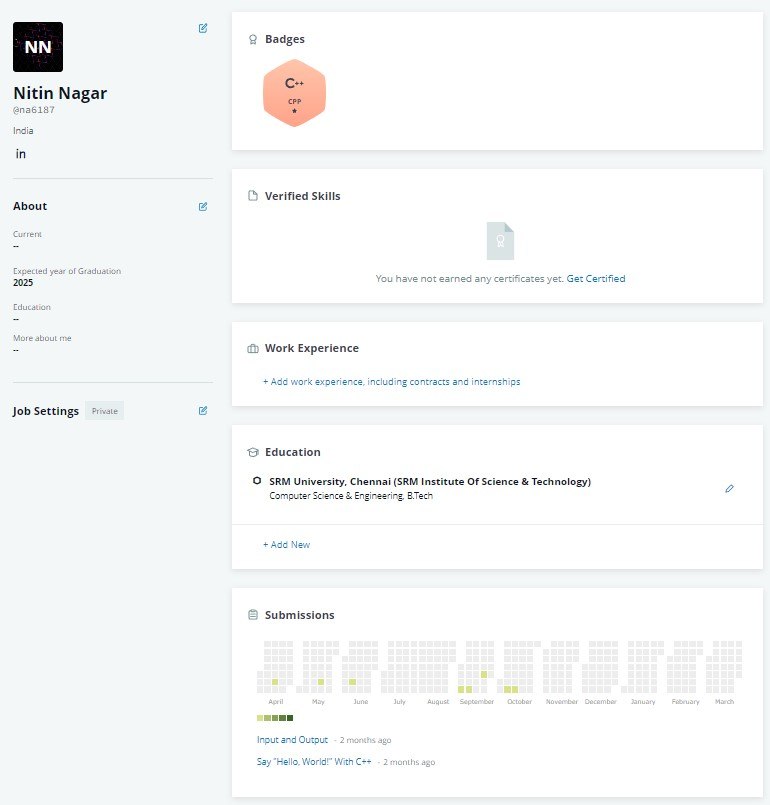 NN
Nitin Nagar
@na6187
India
in
About
Current
--
Expected year of Graduation
2025
Education
--
More about me
--
Job Settings Private
Badges
C++
CPP
Verified Skills
You have not earned any certificates yet. Get Certified
Work Experience
+ Add work experience, including contracts and internships
Education
SRM University, Chennai (SRM Institute Of Science & Technology)
Computer Science & Engineering, B.Tech
+ Add New
Submissions
April May June July August September October November December January February March
Input and Output - 2 months ago
Say "Hello, World!" With C++ - 2 months ago